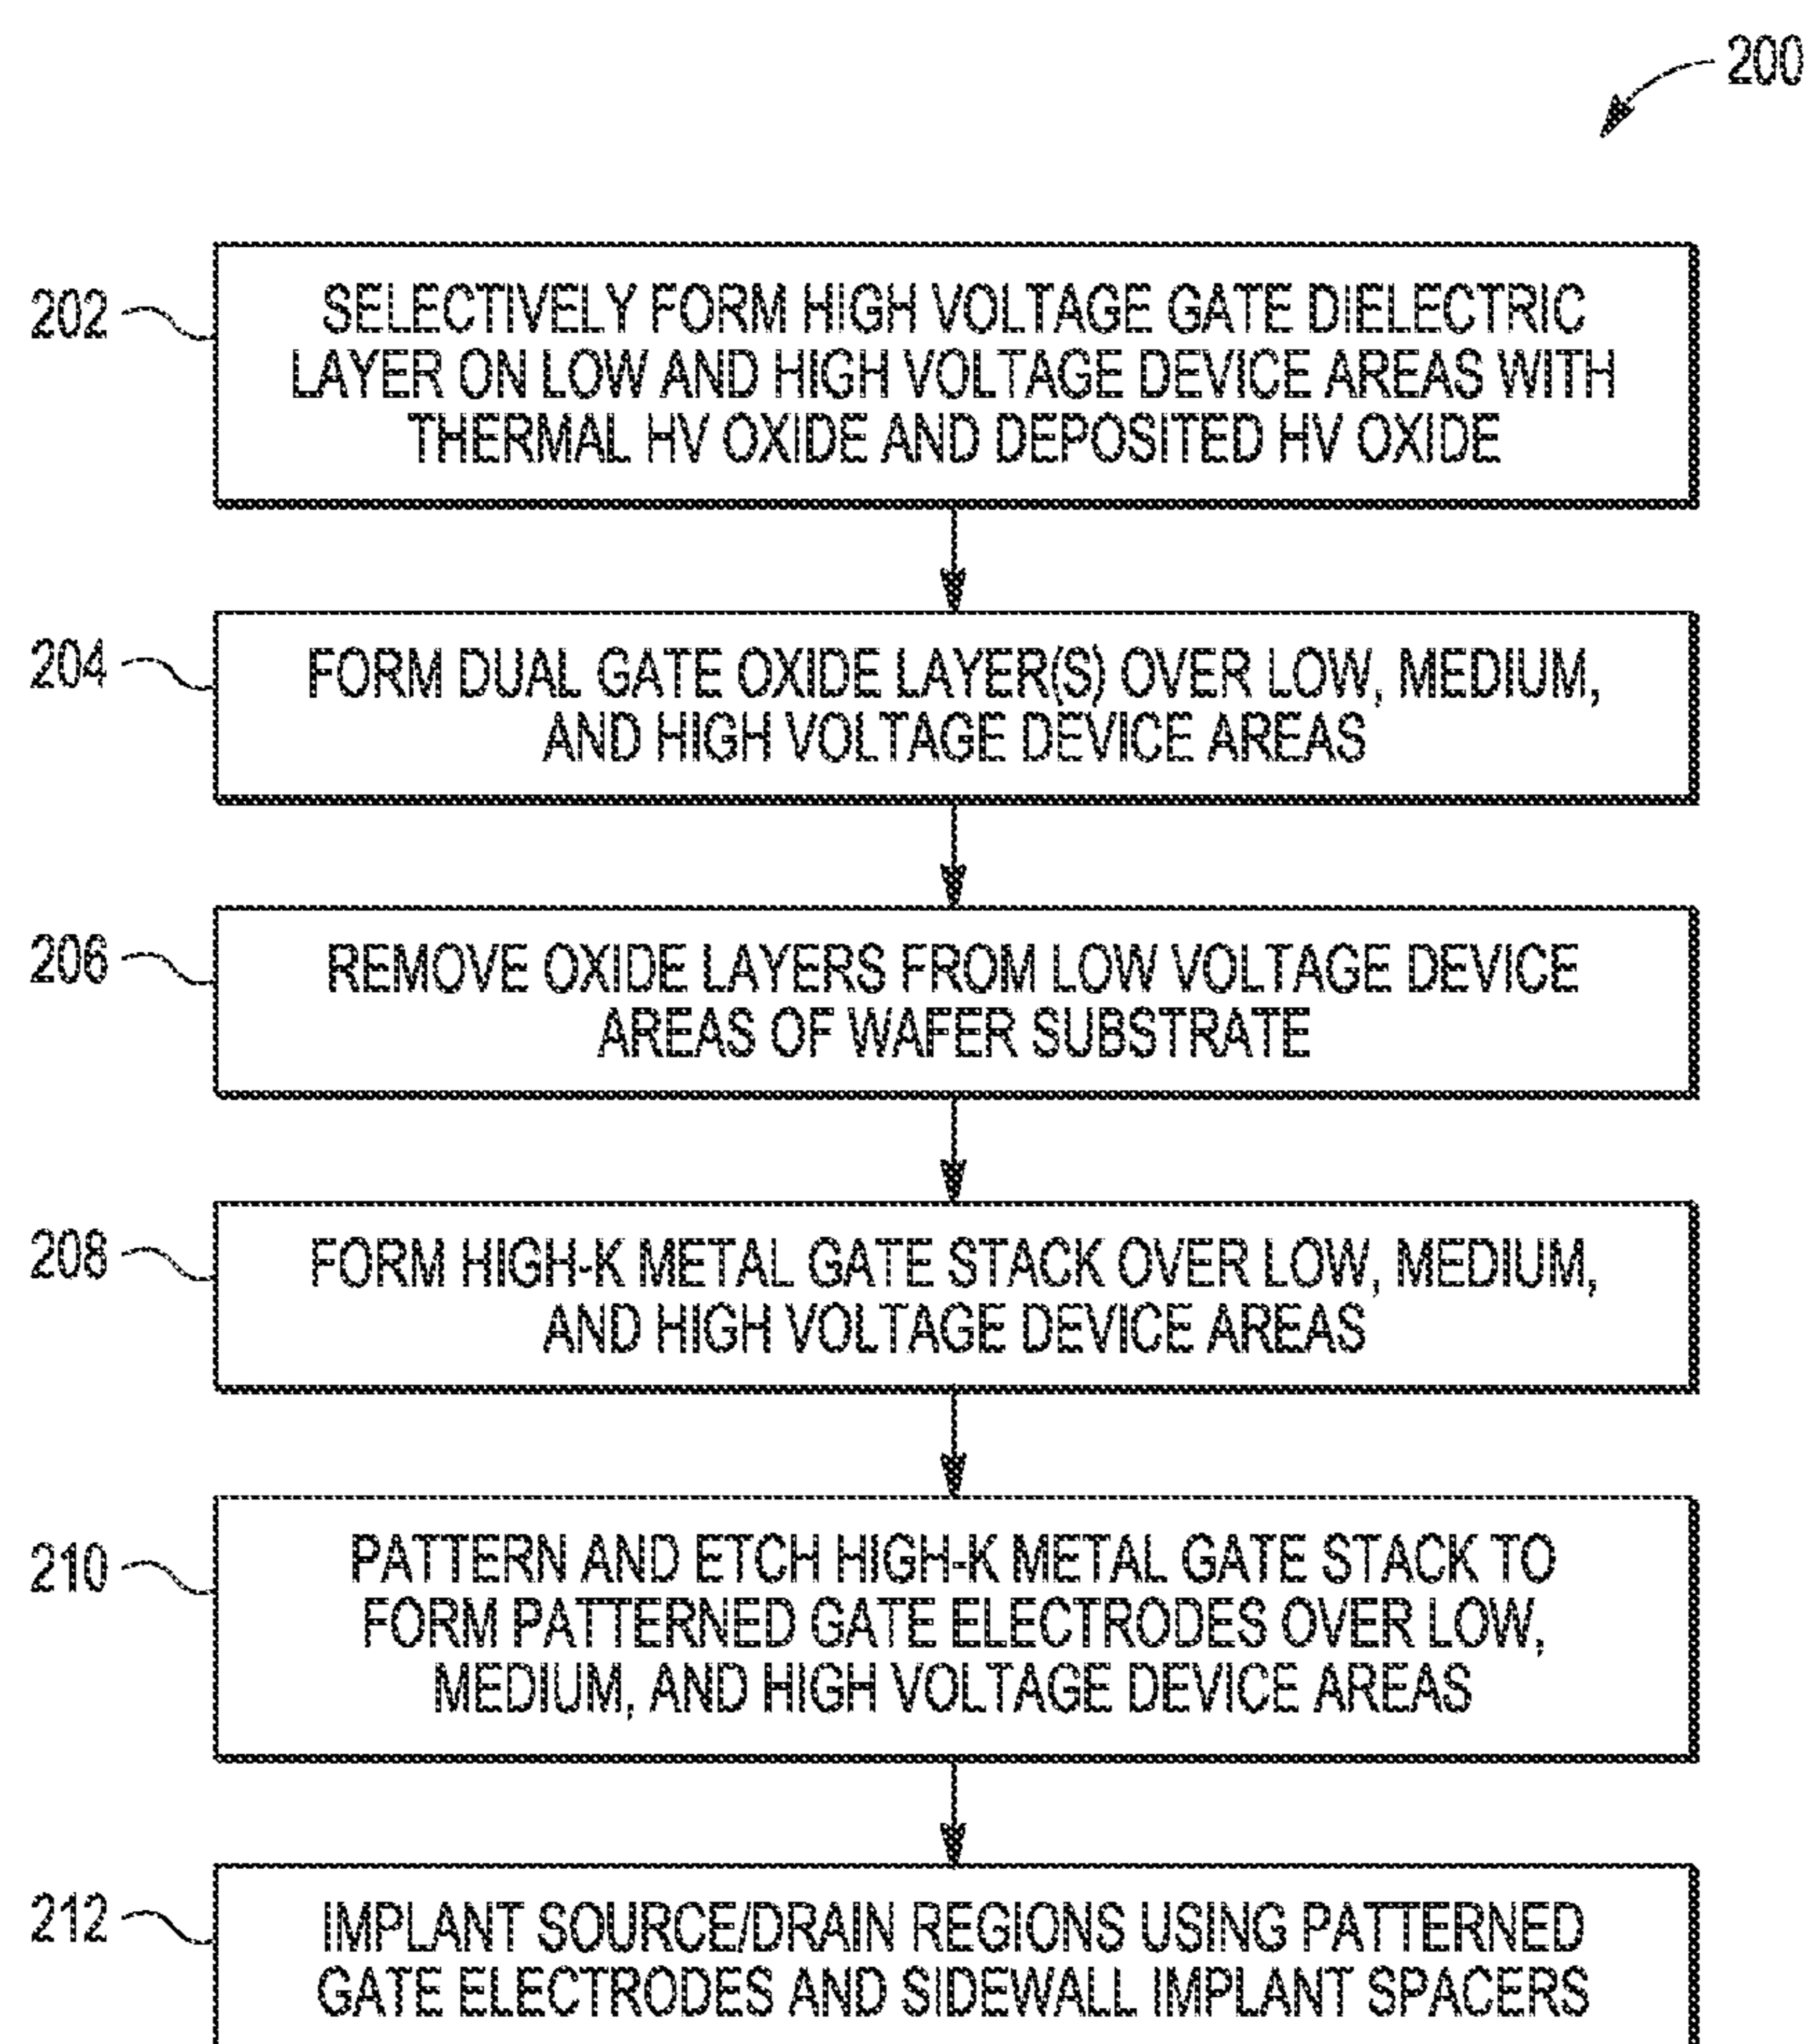 200
202
SELECTIVELY FORM HIGH VOLTAGE GATE DIELECTRIC
LAYER ON LOW AND HIGH VOLTAGE DEVICE AREAS WITH
THERMAL HV OXIDE AND DEPOSITED HV OXIDE
204
FORM DUAL GATE OXIDE LAYER(S) OVER LOW, MEDIUM,
AND HIGH VOLTAGE DEVICE AREAS
206
REMOVE OXIDE LAYERS FROM LOW VOLTAGE DEVICE
AREAS OF WAFER SUBSTRATE
208
FORM HIGH-K METAL GATE STACK OVER LOW, MEDIUM,
AND HIGH VOLTAGE DEVICE AREAS
210
PATTERN AND ETCH HIGH-K METAL GATE STACK TO
FORM PATTERNED GATE ELECTRODES OVER LOW,
MEDIUM, AND HIGH VOLTAGE DEVICE AREAS
212
IMPLANT SOURCE/DRAIN REGIONS USING PATTERNED
GATE ELECTRODES AND SIDEWALL IMPLANT SPACERS